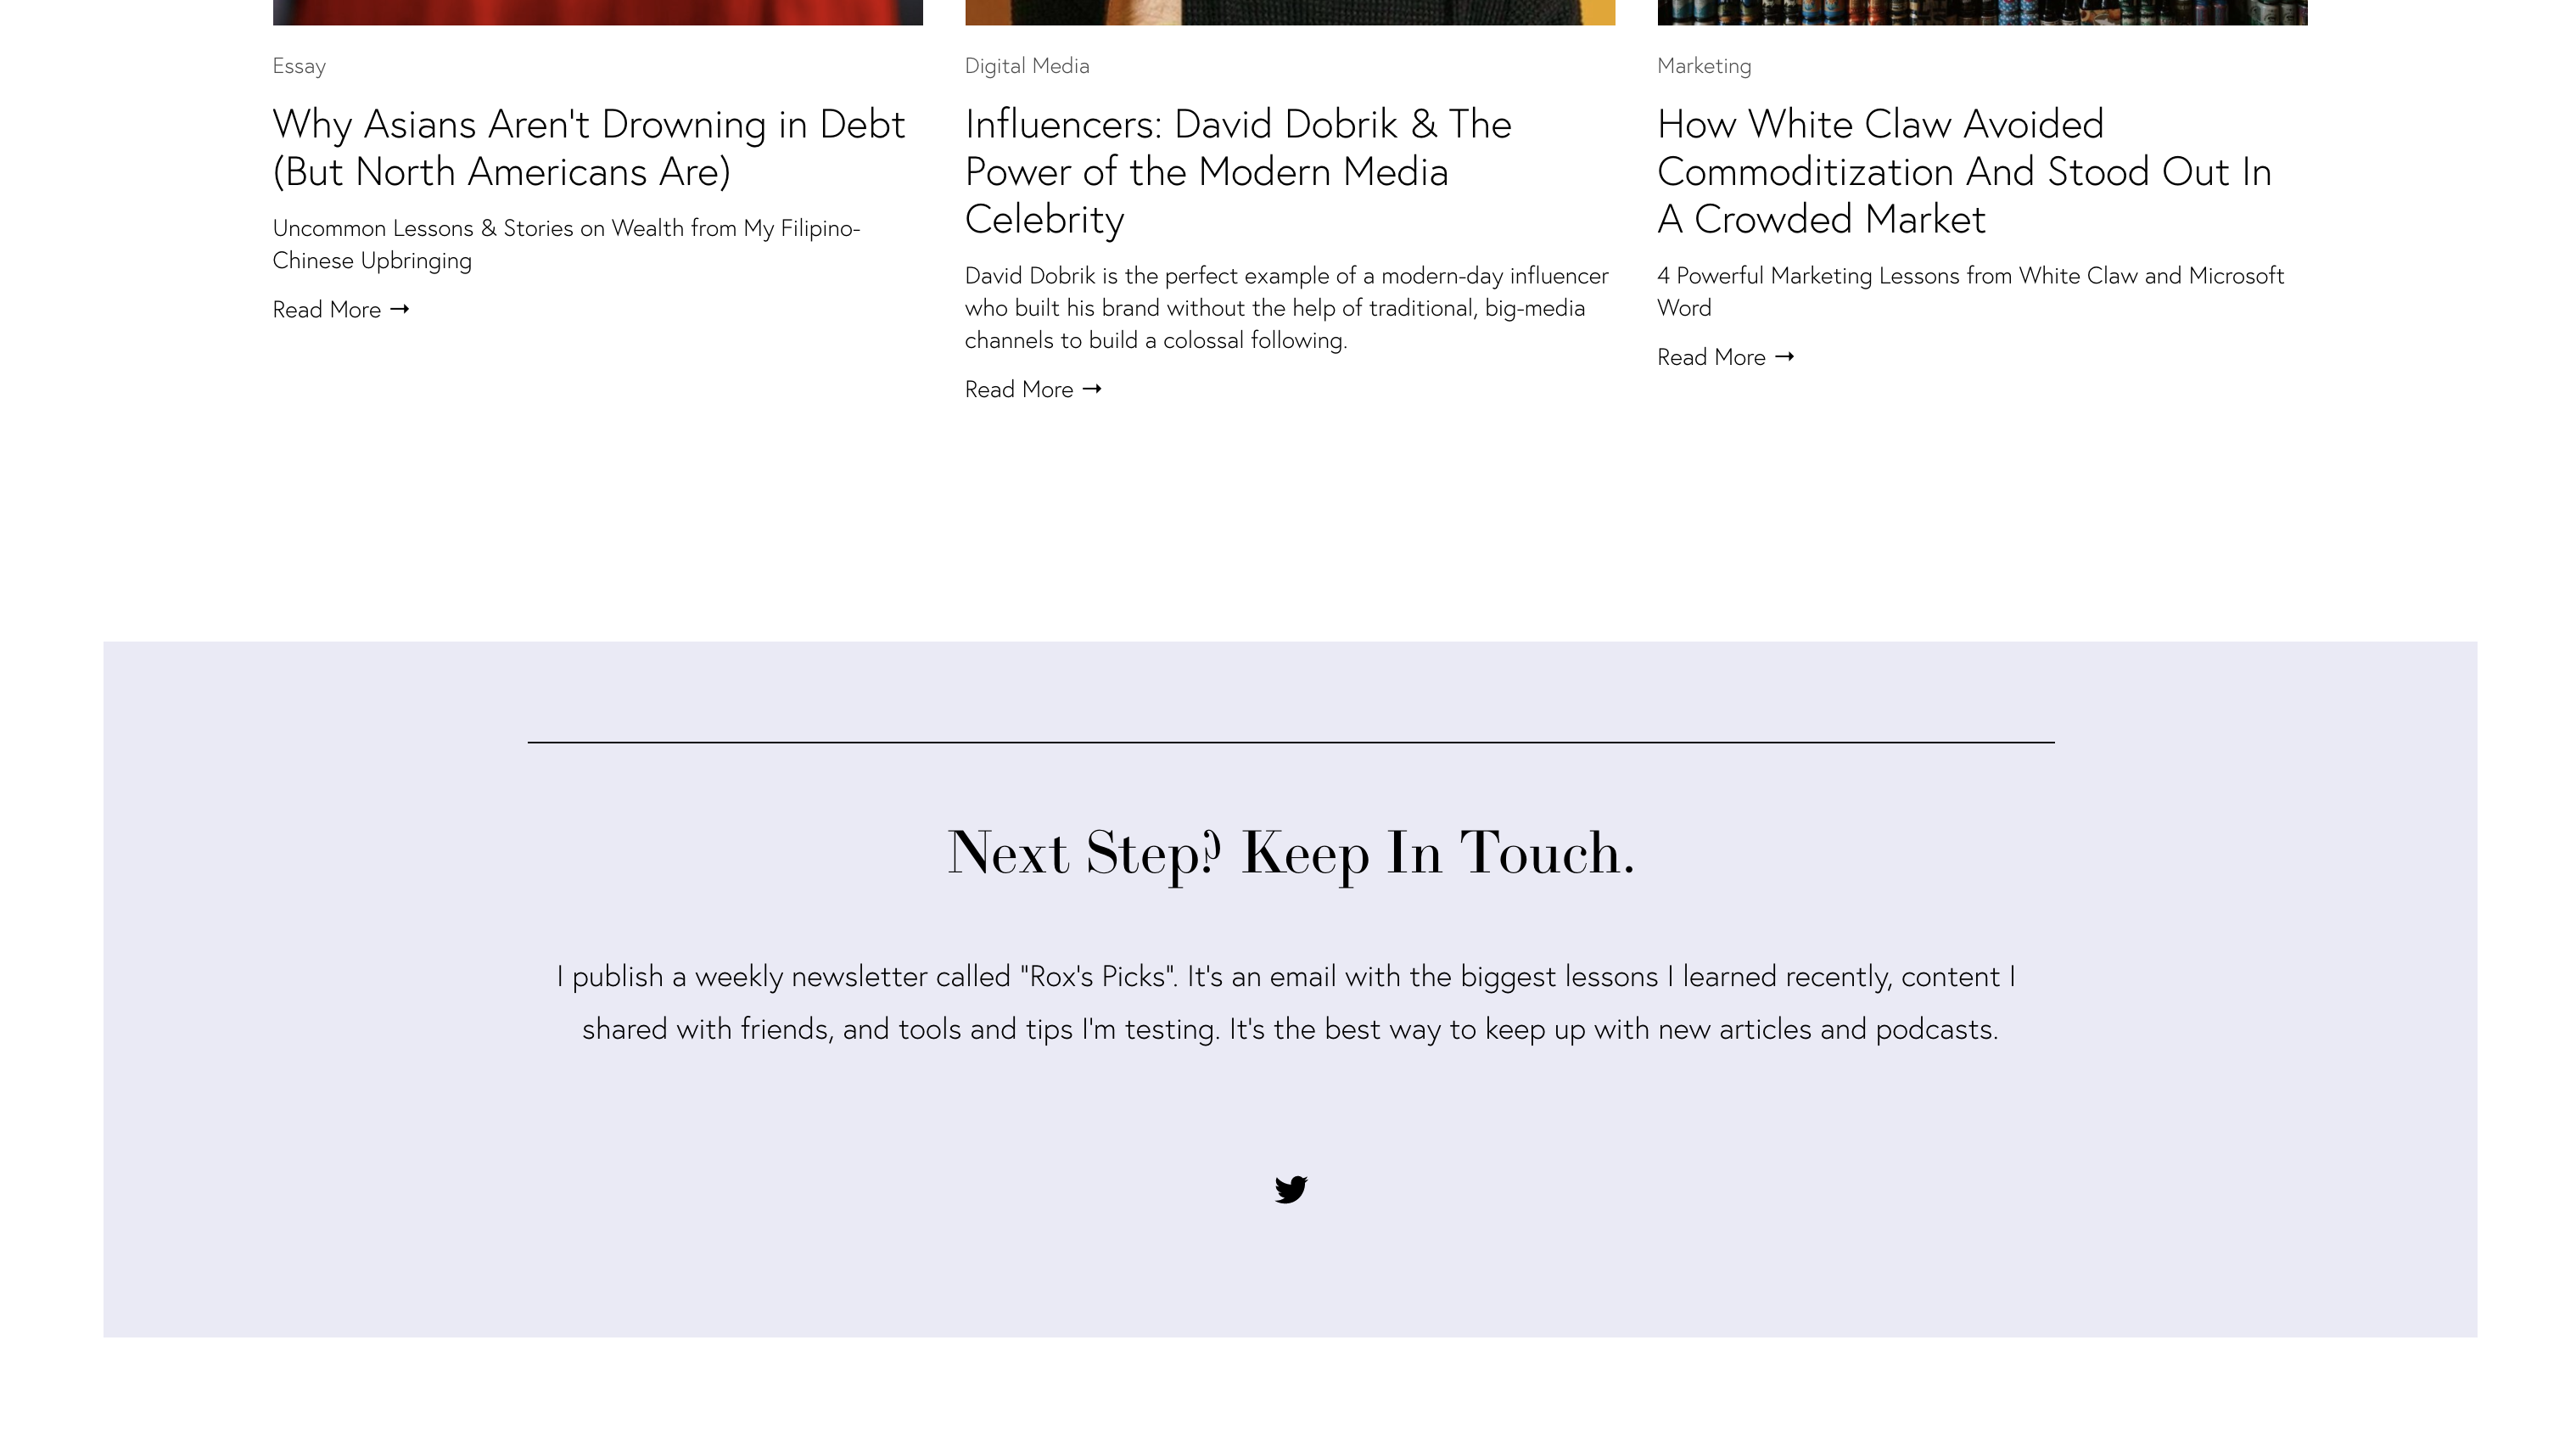 Essay
Why Asians Aren't Drowning in Debt
(But North Americans Are)
Uncommon Lessons & Stories on Wealth from My Filipino-
Chinese Upbringing
Read More →
Digital Media
Influencers: David Dobrik & The
Power of the Modern Media
Celebrity
David Dobrik is the perfect example of a modern-day influencer
who built his brand without the help of traditional, big-media
channels to build a colossal following.
Read More →
Marketing
How White Claw Avoided
Commoditization And Stood Out In
A Crowded Market
4 Powerful Marketing Lessons from White Claw and Microsoft
Word
Read More →
Next Step? Keep In Touch.
I publish a weekly newsletter called "Rox's Picks". It's an email with the biggest lessons I learned recently, content I
shared with friends, and tools and tips I'm testing. It's the best way to keep up with new articles and podcasts.